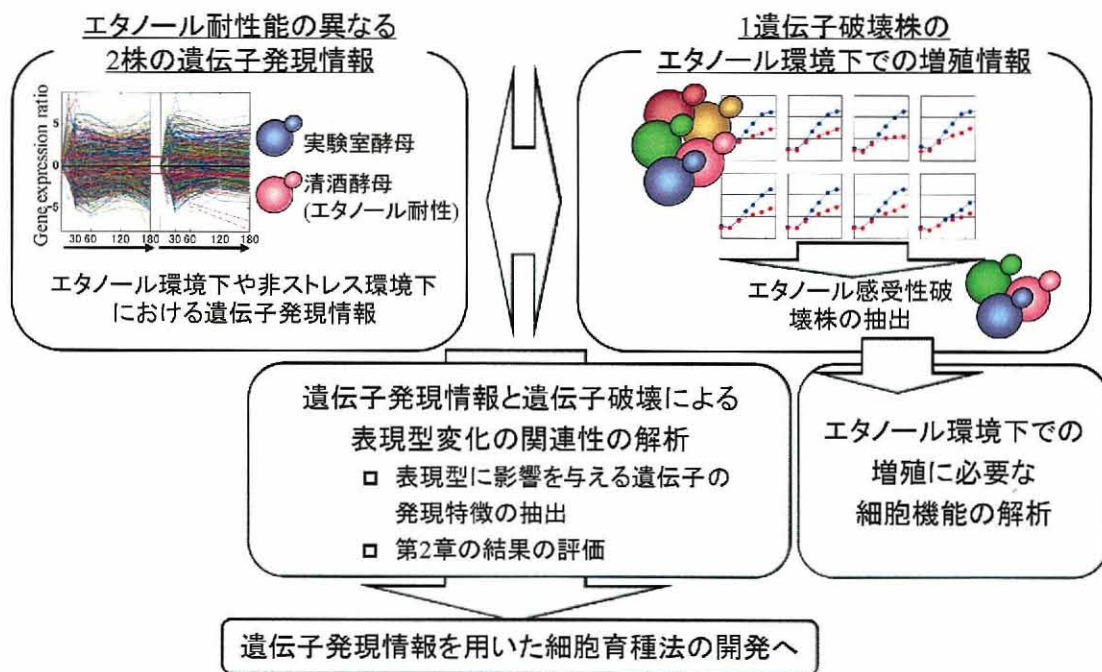 エタノール耐性能の異なる
2株の遺伝子発現情報
Gene expression ratio
5
0
-5
30 60 120 180 30 60 120 180
実験室酵母
清酒酵母
(エタノール耐性)
エタノール環境下や非ストレス環境下
における遺伝子発現情報
1遺伝子破壊株の
エタノール環境下での増殖情報
エタノール感受性破
壊株の抽出
遺伝子発現情報と遺伝子破壊による
表現型変化の関連性の解析
表現型に影響を与える遺伝子の
発現特徴の抽出
第2章の結果の評価
エタノール環境下での
増殖に必要な
細胞機能の解析
遺伝子発現情報を用いた細胞育種法の開発へ